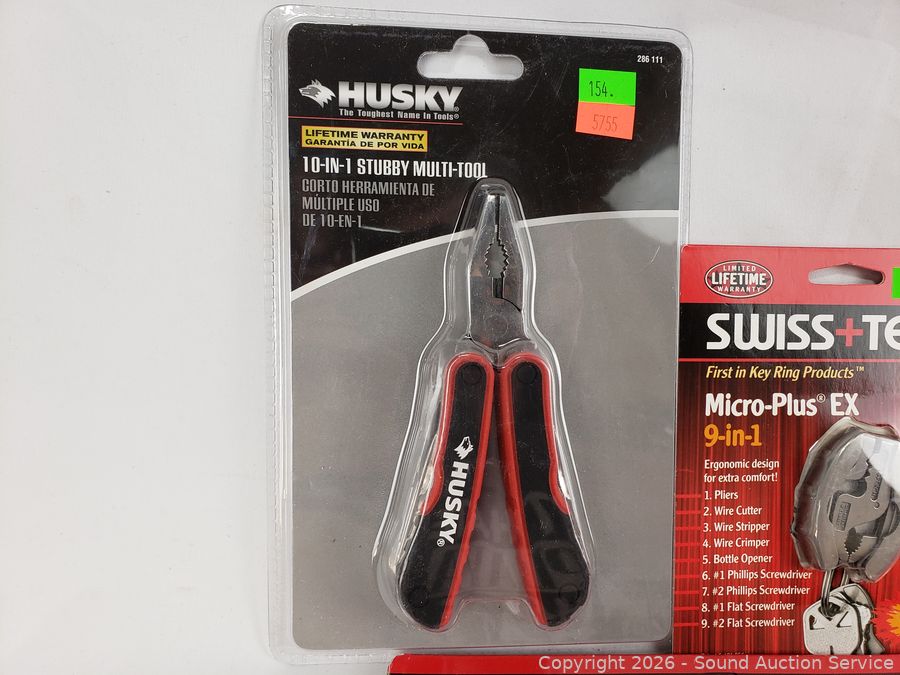 286 111
HUSKY
The Toughest Name In Tools®
LIFETIME WARRANTY
GARANTÍA DE POR VIDA
10-IN-1 STUBBY MULTI-TOOL
CORTO HERRAMIENTA DE
MÚLTIPLE USO
DE 10-EN-1
154.
5755
HUSKY®
LIMITED
LIFETIME
WARRANTY
SWISS+TE
First in Key Ring Products™
Micro-Plus® EX
9-in-1
Ergonomic design
for extra comfort!
1. Pliers
2. Wire Cutter
3. Wire Stripper
4. Wire Crimper
5. Bottle Opener
6. #1 Phillips Screwdriver
7. #2 Phillips Screwdriver
8. #1 Flat Screwdriver
9. #2 Flat Screwdriver
Copyright 2026 - Sound Auction Service